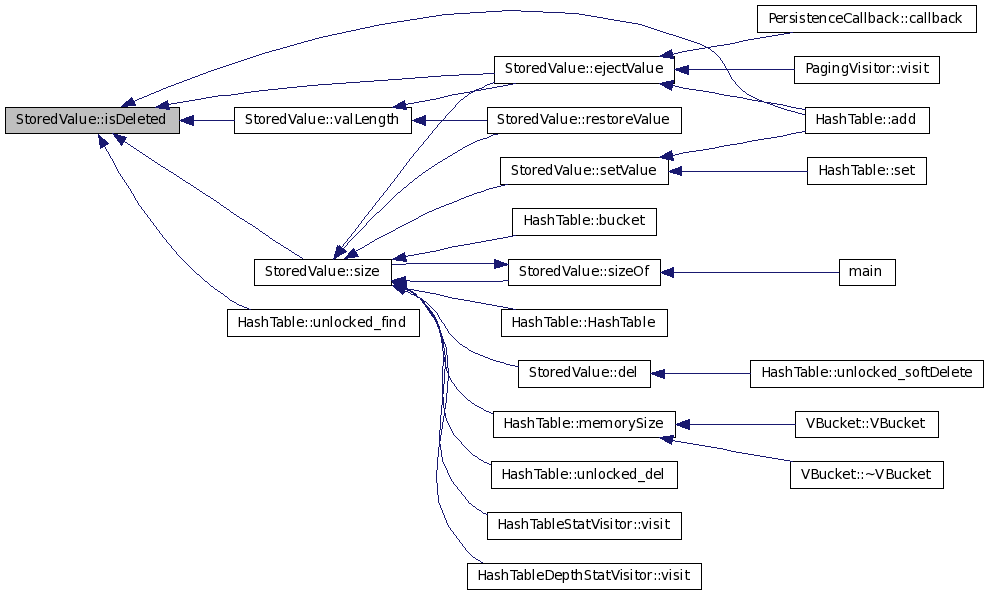 PersistenceCallback::callback
StoredValue::ejectValue
PagingVisitor::visit
StoredValue::isDeleted
StoredValue::valLength
StoredValue::restoreValue
HashTable::add
StoredValue::setValue
HashTable::set
HashTable::bucket
StoredValue::size
StoredValue::sizeOf
main
HashTable::unlocked_find
HashTable::HashTable
StoredValue::del
HashTable::unlocked_softDelete
HashTable::memorySize
VBucket::VBucket
HashTable::unlocked_del
VBucket::~VBucket
HashTableStatVisitor::visit
HashTableDepthStatVisitor::visit